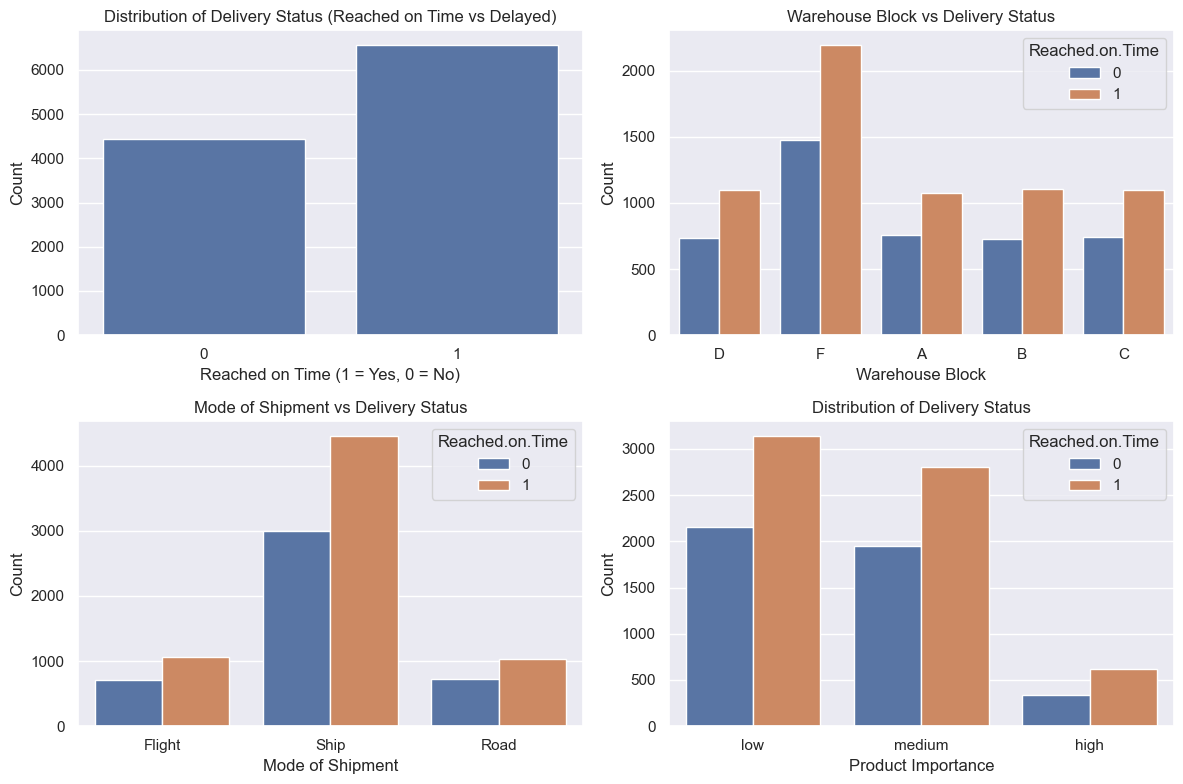 Distribution of Delivery Status (Reached on Time vs Delayed)
Count
6000
5000
4000
3000
2000
1000
0
0 1
Reached on Time (1 = Yes, 0 = No)
Warehouse Block vs Delivery Status
Reached.on.Time
0
1
Count
2000
1500
1000
500
0
D F A B C
Warehouse Block
Mode of Shipment vs Delivery Status
Reached.on.Time
0
1
Count
4000
3000
2000
1000
0
Flight Ship Road
Mode of Shipment
Distribution of Delivery Status
Reached.on.Time
0
1
Count
3000
2500
2000
1500
1000
500
0
low medium high
Product Importance